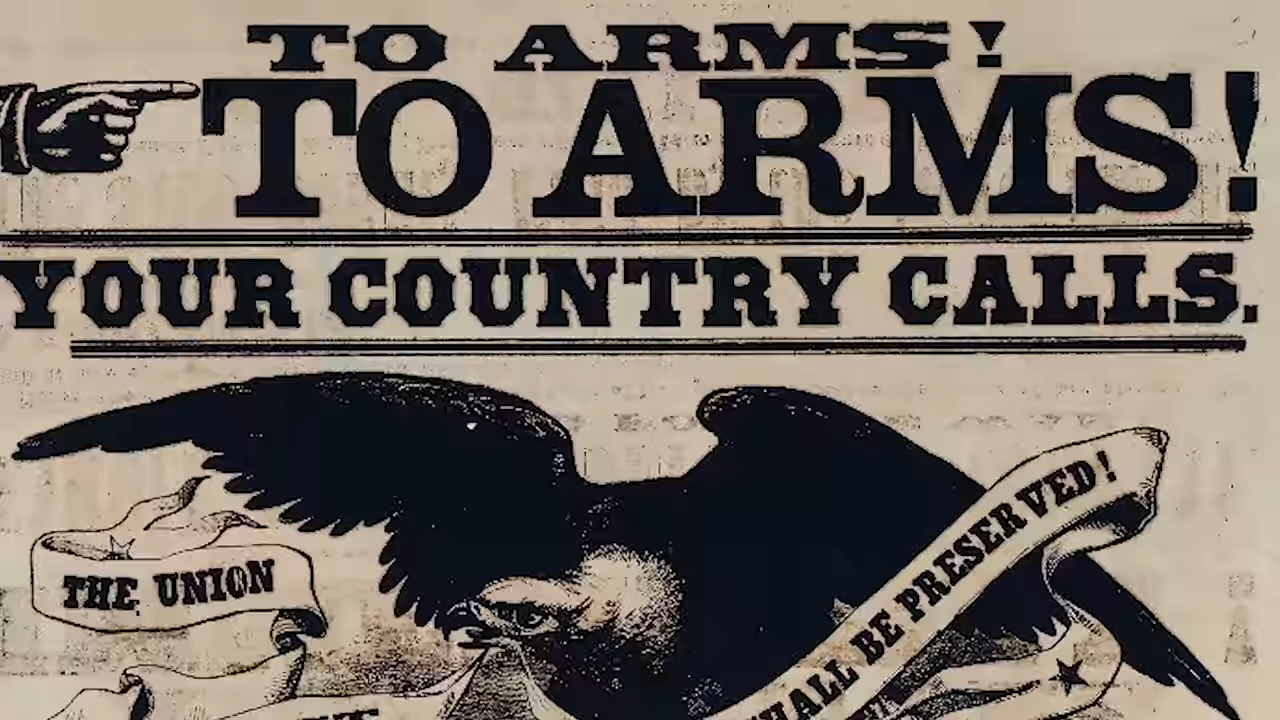 TO ARMS!
TO ARMS!
YOUR COUNTRY CALLS.
THE UNION
SHALL BE PRESERVED!